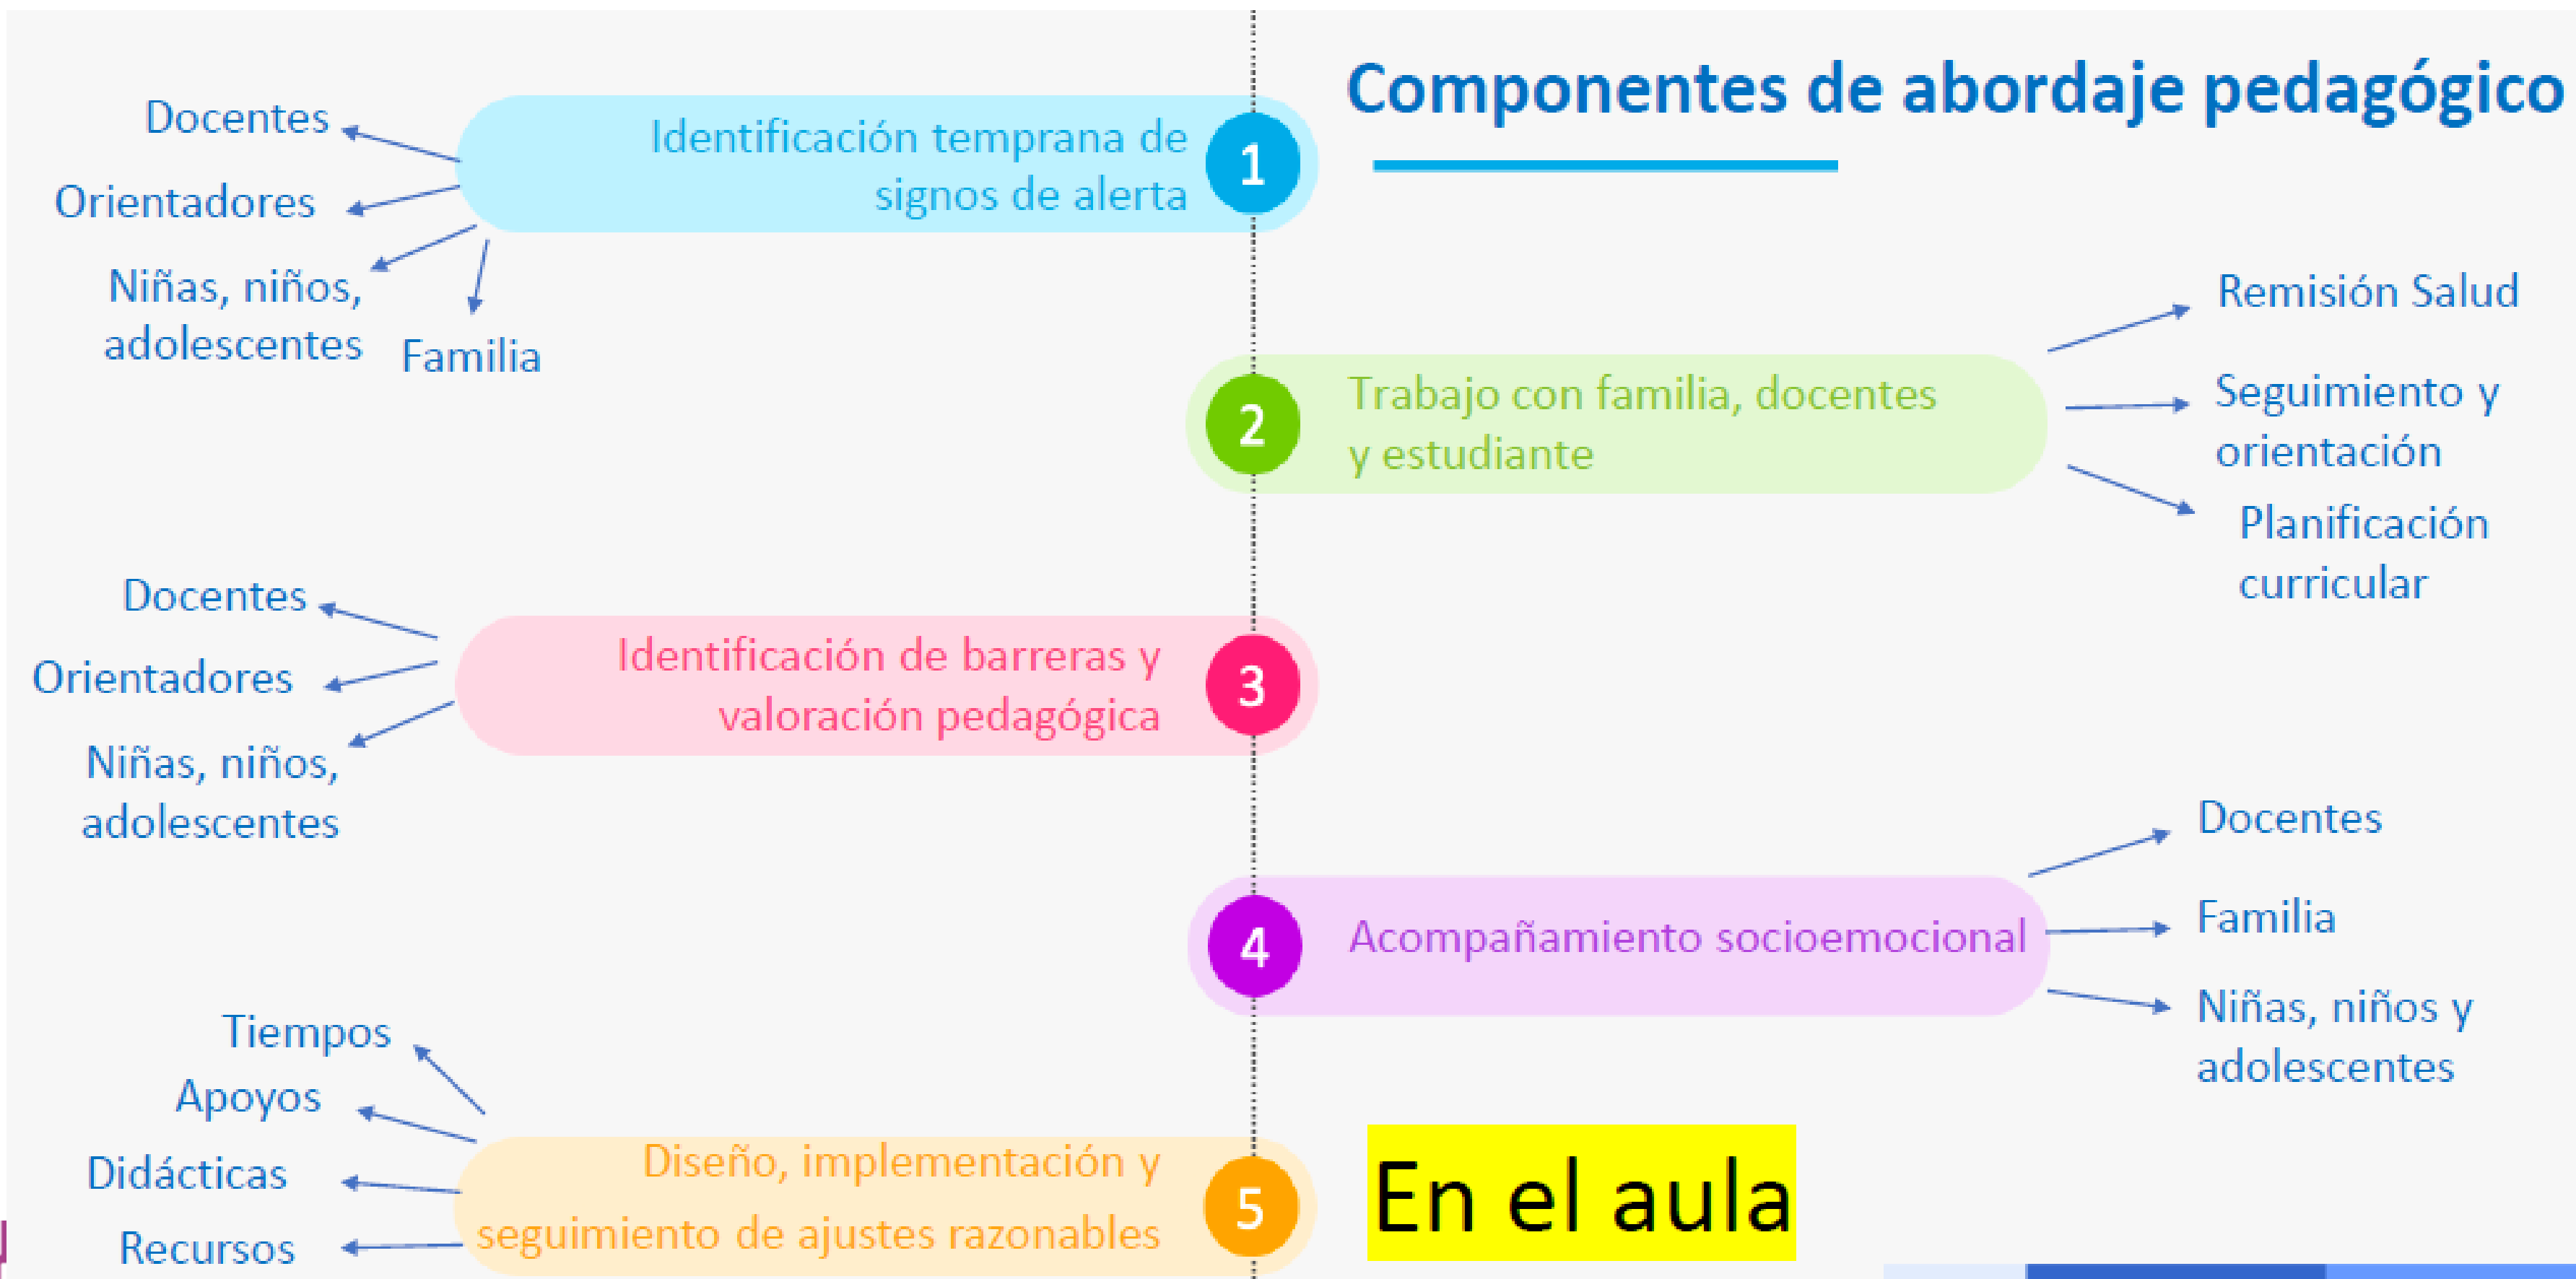 Componentes de abordaje pedagógico
1
Identificación temprana de
signos de alerta
Docentes
Orientadores
Niñas, niños,
adolescentes
Familia
2
Trabajo con familia, docentes
y estudiante
Remisión Salud
Seguimiento y
orientación
Planificación
curricular
3
Identificación de barreras y
valoración pedagógica
Docentes
Orientadores
Niñas, niños,
adolescentes
4
Acompañamiento socioemocional
Docentes
Familia
Niñas, niños y
adolescentes
5
Diseño, implementación y
seguimiento de ajustes razonables
Tiempos
Apoyos
Didácticas
Recursos
En el aula